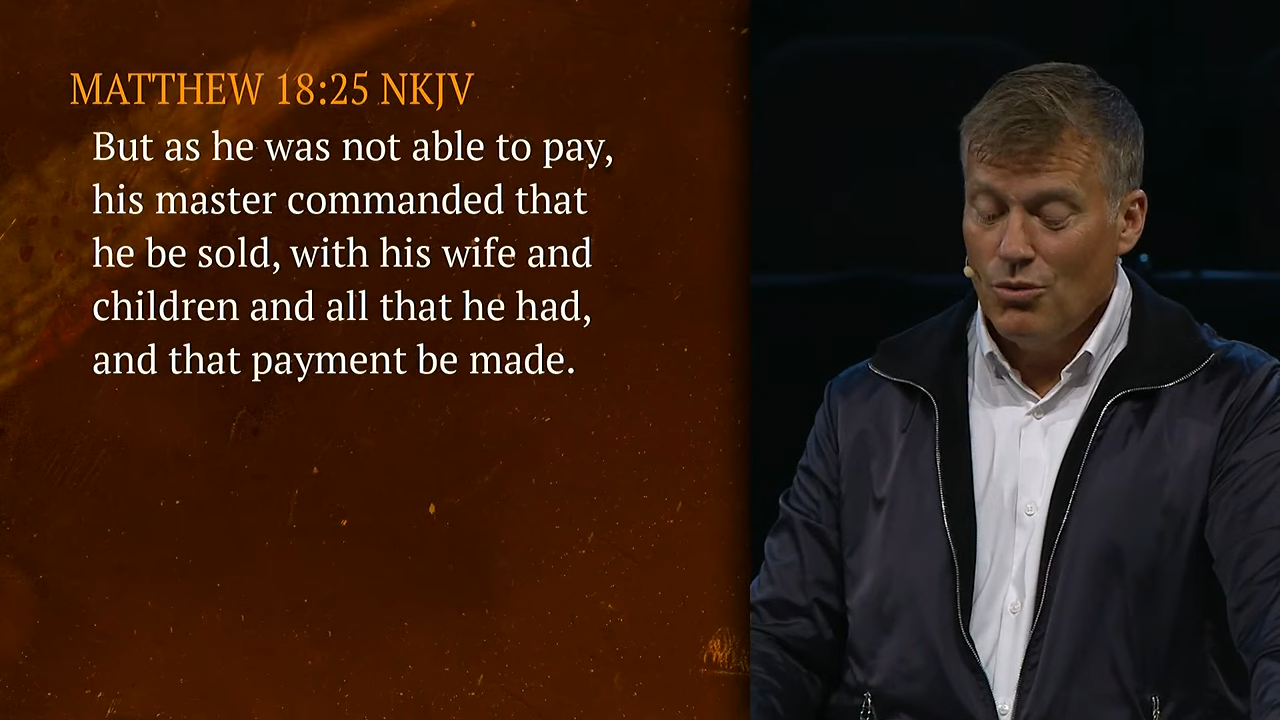 MATTHEW 18:25 NKJV
But as he was not able to pay,
his master commanded that
he be sold, with his wife and
children and all that he had,
and that payment be made.